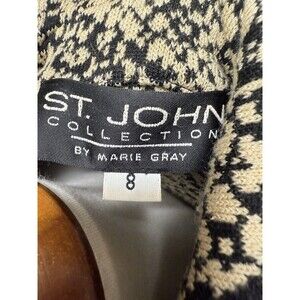 ST. JOHN
COLLECTION
BY MARIE GRAY
8